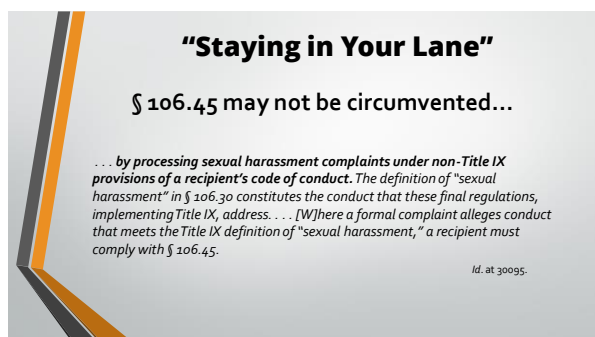 “Staying in Your Lane”
§ 106.45 may not be circumvented…
. . . by processing sexual harassment complaints under non-Title IX
provisions of a recipient’s code of conduct. The definition of “sexual
harassment” in § 106.30 constitutes the conduct that these final regulations,
implementing Title IX, address. . . . [W]here a formal complaint alleges conduct
that meets the Title IX definition of “sexual harassment,” a recipient must
comply with § 106.45.
Id. at 30095.